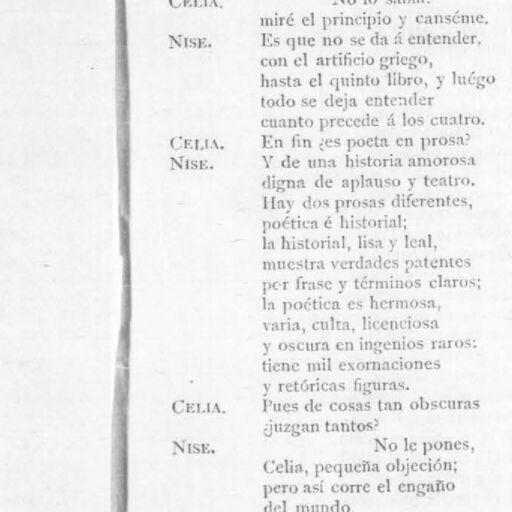 CELIA. No lo sabía:
miré el principio y canséme.
NISE. Es que no se da á entender,
con el artificio griego,
hasta el quinto libro, y luégo
todo se deja entender
cuanto precede á los cuatro.
CELIA. En fin ¿es poeta en prosa?
NISE. Y de una historia amorosa
digna de aplauso y teatro.
Hay dos prosas diferentes,
poética é historial;
la historial, lisa y leal,
muestra verdades patentes
por frase y términos claros;
la poética es hermosa,
varia, culta, licenciosa
y oscura en ingenios raros:
tiene mil exornaciones
y retóricas figuras.
CELIA. Pues de cosas tan obscuras
¿juzgan tantos?
NISE. No le pones,
Celia, pequeña objeción;
pero así corre el engaño
del mundo